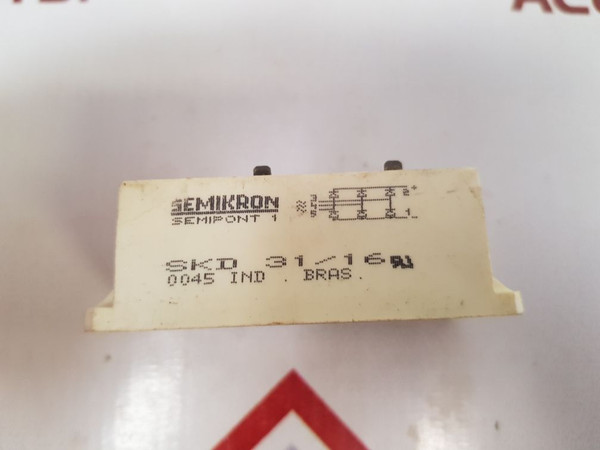 SEMIKRON
SEMIPONT 1
SKD 31/16
0045 IND . BRAS.